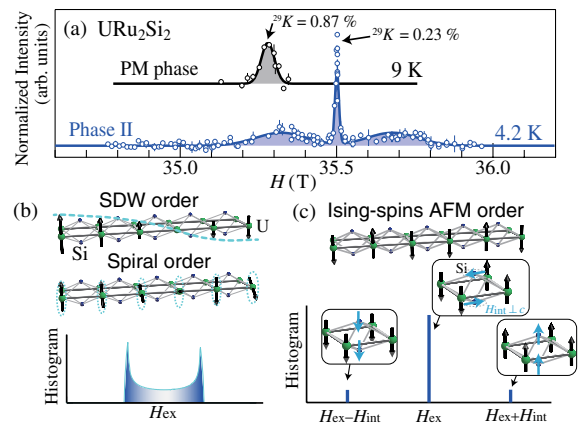 (a) URu₂Si₂
²⁹K = 0.87 %
²⁹K = 0.23 %
PM phase
9 K
Phase II
4.2 K
Normalized Intensity
(arb. units)
35.0
35.5
36.0
H (T)
(b)
SDW order
U
Si
Spiral order
Histogram
Hex
(c)
Ising-spins AFM order
Si
Hint ⊥ c
Histogram
Hex−Hint
Hex
Hex+Hint